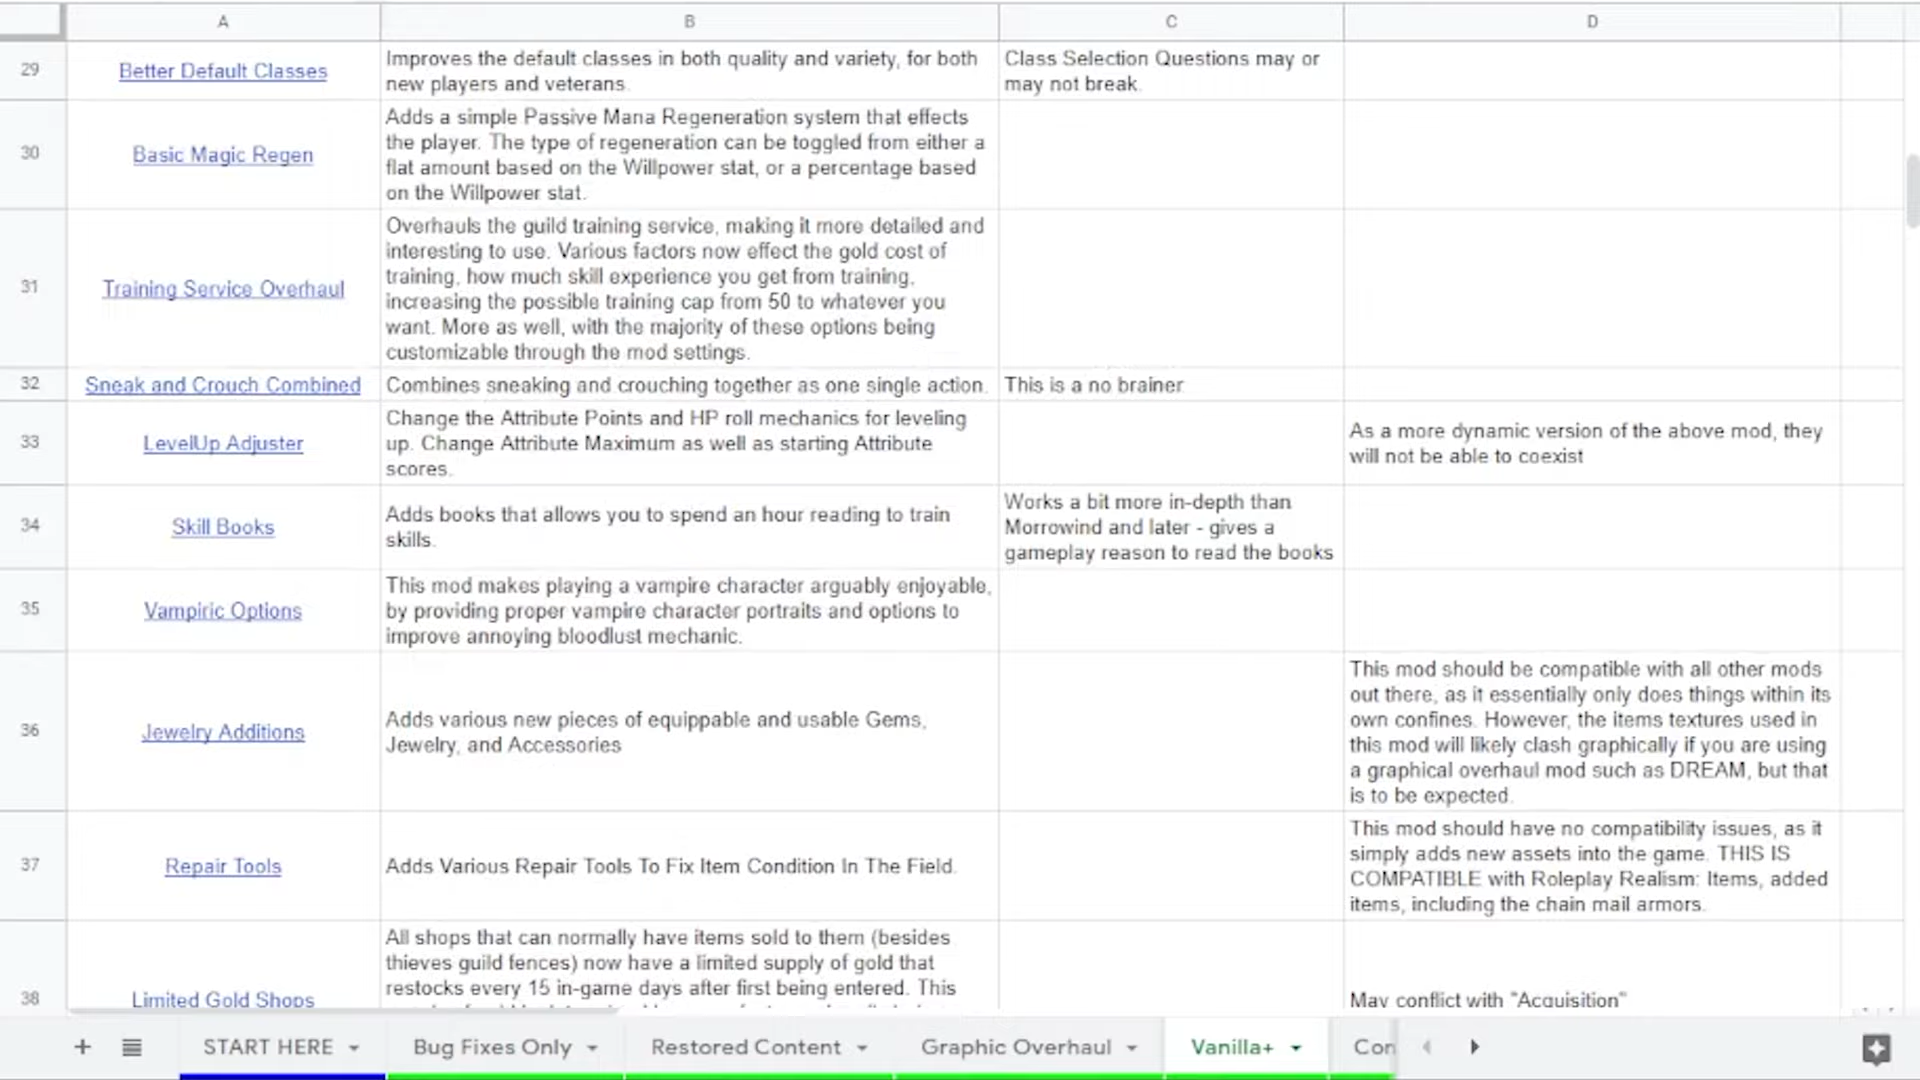 A B C D
29
Better Default Classes
Improves the default classes in both quality and variety, for both
new players and veterans.
Class Selection Questions may or
may not break.
30
Basic Magic Regen
Adds a simple Passive Mana Regeneration system that effects
the player. The type of regeneration can be toggled from either a
flat amount based on the Willpower stat, or a percentage based
on the Willpower stat.
31
Training Service Overhaul
Overhauls the guild training service, making it more detailed and
interesting to use. Various factors now effect the gold cost of
training, how much skill experience you get from training,
increasing the possible training cap from 50 to whatever you
want. More as well, with the majority of these options being
customizable through the mod settings.
32
Sneak and Crouch Combined
Combines sneaking and crouching together as one single action.
This is a no brainer
33
LevelUp Adjuster
Change the Attribute Points and HP roll mechanics for leveling
up. Change Attribute Maximum as well as starting Attribute
scores.
As a more dynamic version of the above mod, they
will not be able to coexist
34
Skill Books
Adds books that allows you to spend an hour reading to train
skills.
Works a bit more in-depth than
Morrowind and later - gives a
gameplay reason to read the books
35
Vampiric Options
This mod makes playing a vampire character arguably enjoyable,
by providing proper vampire character portraits and options to
improve annoying bloodlust mechanic.
36
Jewelry Additions
Adds various new pieces of equippable and usable Gems,
Jewelry, and Accessories
This mod should be compatible with all other mods
out there, as it essentially only does things within its
own confines. However, the items textures used in
this mod will likely clash graphically if you are using
a graphical overhaul mod such as DREAM, but that
is to be expected.
37
Repair Tools
Adds Various Repair Tools To Fix Item Condition In The Field.
This mod should have no compatibility issues, as it
simply adds new assets into the game. THIS IS
COMPATIBLE with Roleplay Realism: Items, added
items, including the chain mail armors.
38
Limited Gold Shops
All shops that can normally have items sold to them (besides
thieves guild fences) now have a limited supply of gold that
restocks every 15 in-game days after first being entered. This
May conflict with "Acquisition"
START HERE Bug Fixes Only Restored Content Graphic Overhaul Vanilla+ Con